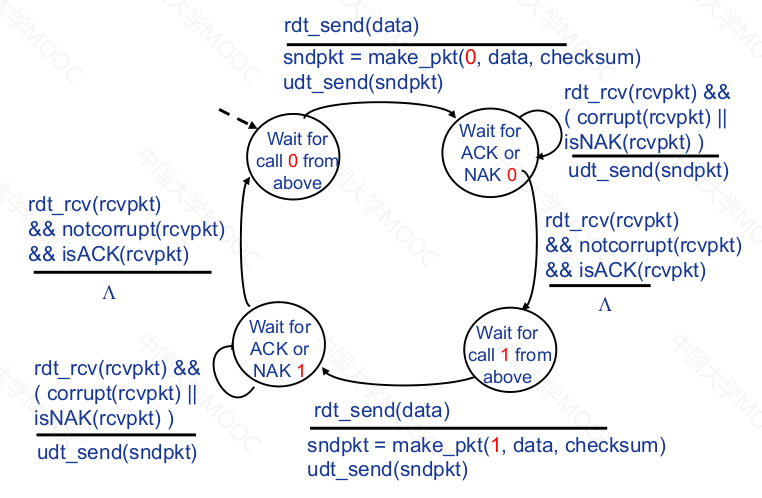 rdt_send(data)
sndpkt = make_pkt(0, data, checksum)
udt_send(sndpkt)
Wait for
call 0 from
above
Wait for
ACK or
NAK 0
rdt_rcv(rcvpkt) &&
( corrupt(rcvpkt) ||
isNAK(rcvpkt) )
udt_send(sndpkt)
rdt_rcv(rcvpkt)
&& notcorrupt(rcvpkt)
&& isACK(rcvpkt)
Λ
rdt_rcv(rcvpkt)
&& notcorrupt(rcvpkt)
&& isACK(rcvpkt)
Λ
Wait for
ACK or
NAK 1
Wait for
call 1 from
above
rdt_rcv(rcvpkt) &&
( corrupt(rcvpkt) ||
isNAK(rcvpkt) )
udt_send(sndpkt)
rdt_send(data)
sndpkt = make_pkt(1, data, checksum)
udt_send(sndpkt)
中国大学MOOC